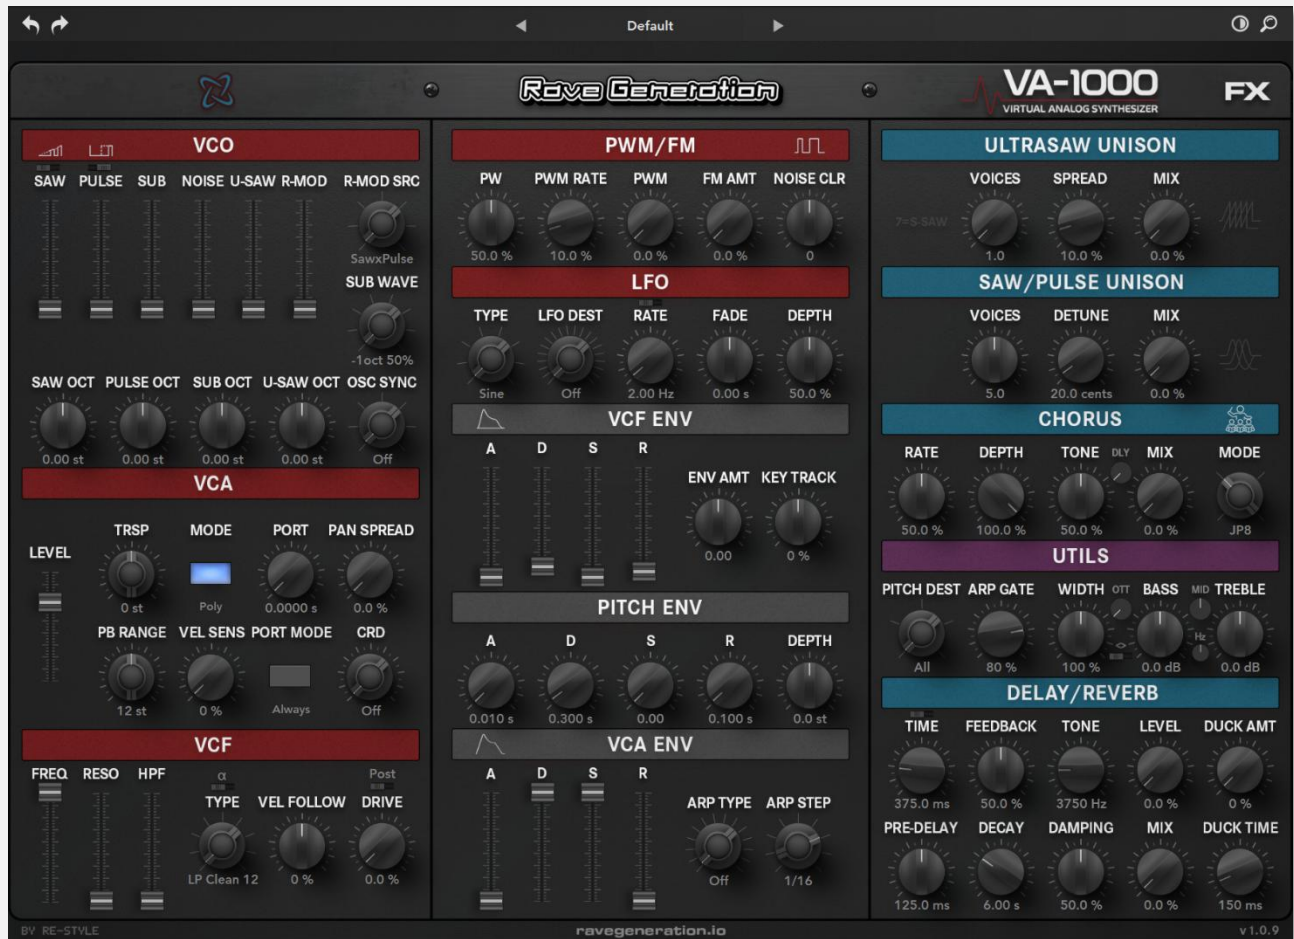 Default
Rave Generation
VA-1000
VIRTUAL ANALOG SYNTHESIZER
FX
VCO
SAW PULSE SUB NOISE U-SAW R-MOD R-MOD SRC
SawxPulse
SUB WAVE
-1oct 50%
SAW OCT PULSE OCT SUB OCT U-SAW OCT OSC SYNC
0.00 st 0.00 st 0.00 st 0.00 st Off
VCA
LEVEL
TRSP MODE PORT PAN SPREAD
0 st Poly 0.0000 s 0.0 %
PB RANGE VEL SENS PORT MODE CRD
12 st 0 % Always Off
VCF
FREQ RESO HPF
α Post
TYPE VEL FOLLOW DRIVE
LP Clean 12 0 % 0.0 %
PWM/FM
PW PWM RATE PWM FM AMT NOISE CLR
50.0 % 10.0 % 0.0 % 0.0 % 0
LFO
TYPE LFO DEST RATE FADE DEPTH
Sine Off 2.00 Hz 0.00 s 50.0 %
VCF ENV
A D S R
ENV AMT KEY TRACK
0.00 0 %
PITCH ENV
A D S R DEPTH
0.010 s 0.300 s 0.00 0.100 s 0.0 st
VCA ENV
A D S R
ARP TYPE ARP STEP
Off 1/16
ULTRASAW UNISON
VOICES SPREAD MIX
7=S-SAW
1.0 10.0 % 0.0 %
SAW/PULSE UNISON
VOICES DETUNE MIX
5.0 20.0 cents 0.0 %
CHORUS
RATE DEPTH TONE DLY MIX MODE
50.0 % 100.0 % 50.0 % 0.0 % JP8
UTILS
PITCH DEST ARP GATE WIDTH OTT BASS MID TREBLE
Hz
All 80 % 100 % 0.0 dB 0.0 dB
DELAY/REVERB
TIME FEEDBACK TONE LEVEL DUCK AMT
375.0 ms 50.0 % 3750 Hz 0.0 % 0 %
PRE-DELAY DECAY DAMPING MIX DUCK TIME
125.0 ms 6.00 s 50.0 % 0.0 % 150 ms
BY RE-STYLE
ravegeneration.io
v1.0.9